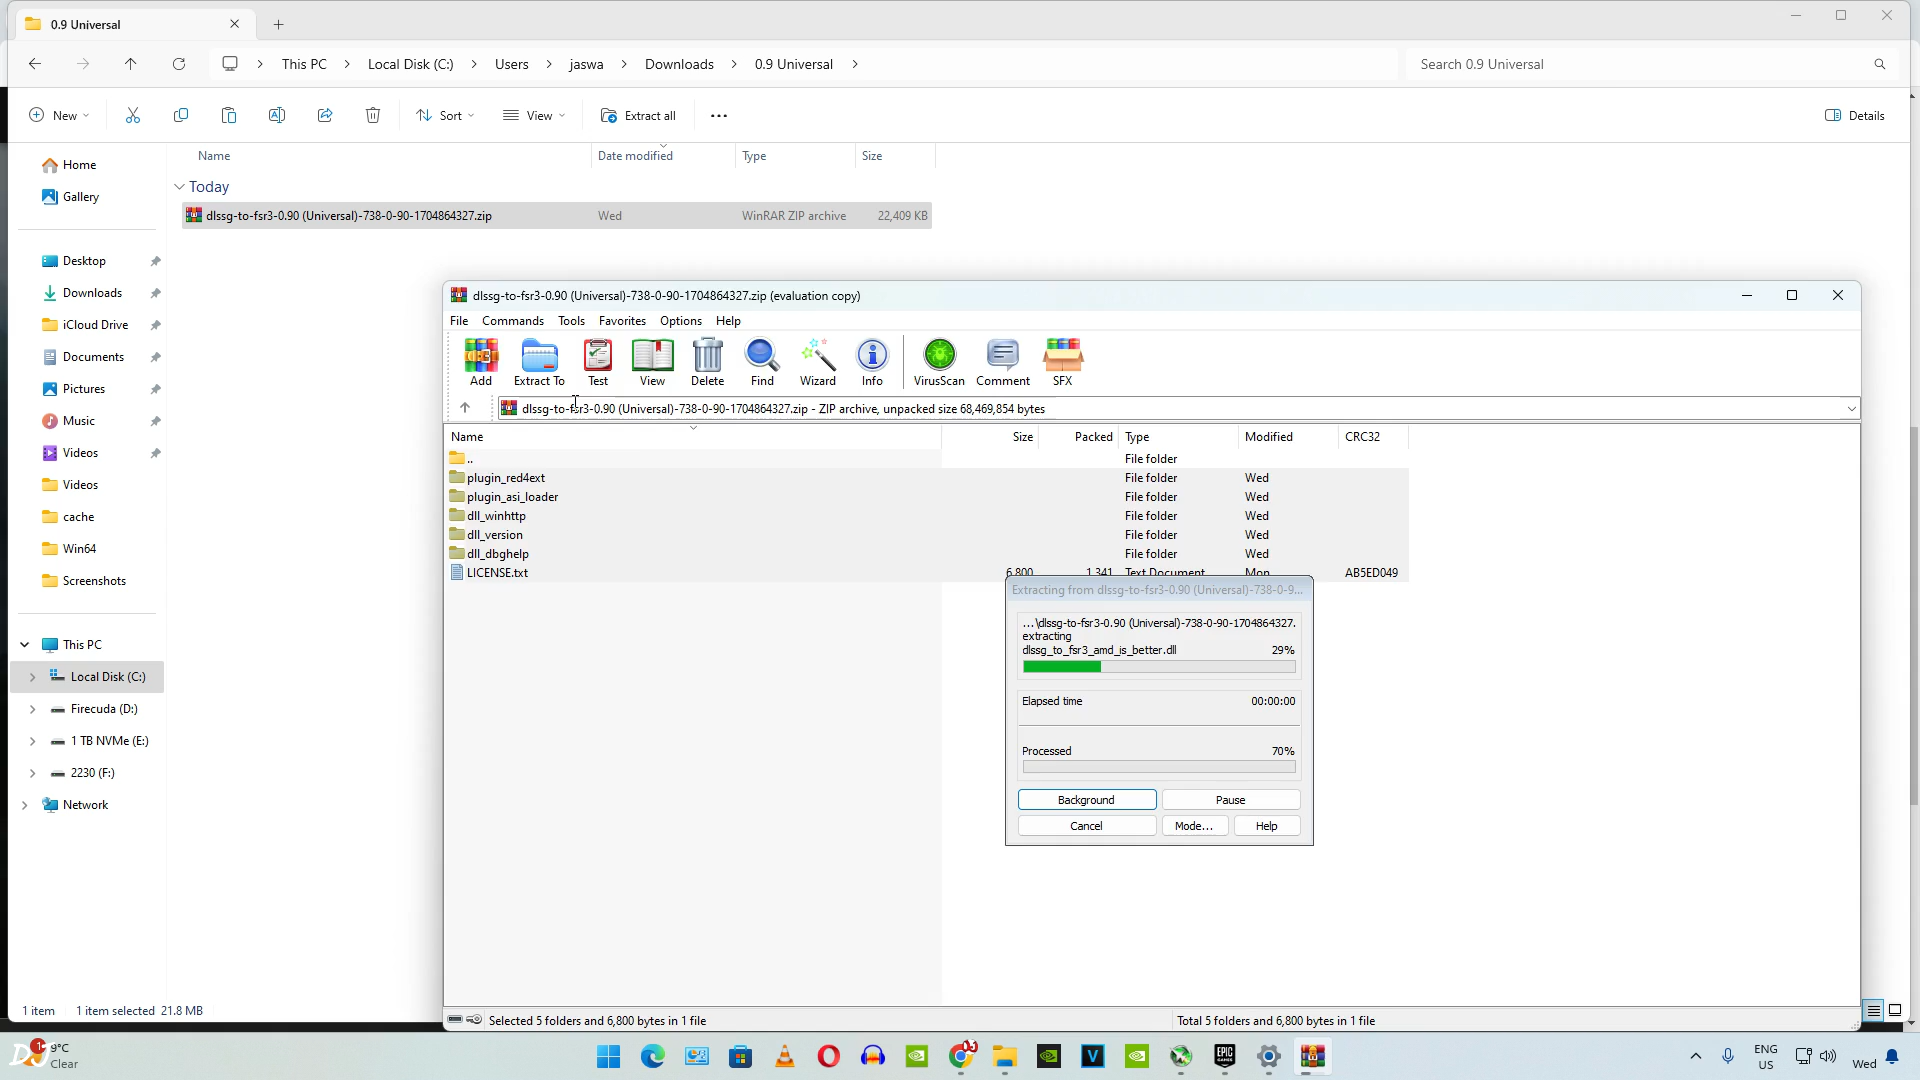 0.9 Universal
This PC > Local Disk (C:) > Users > jaswa > Downloads > 0.9 Universal >
Search 0.9 Universal
New
Sort
View
Extract all
Details
Name Date modified Type Size
Today
dlssg-to-fsr3-0.90 (Universal)-738-0-90-1704864327.zip Wed WinRAR ZIP archive 22,409 KB
Home
Gallery
Desktop
Downloads
iCloud Drive
Documents
Pictures
Music
Videos
Videos
cache
Win64
Screenshots
This PC
Local Disk (C:)
Firecuda (D:)
1 TB NVMe (E:)
2230 (F:)
Network
1 item 1 item selected 21.8 MB
dlssg-to-fsr3-0.90 (Universal)-738-0-90-1704864327.zip (evaluation copy)
File Commands Tools Favorites Options Help
Add Extract To Test View Delete Find Wizard Info VirusScan Comment SFX
dlssg-to-fsr3-0.90 (Universal)-738-0-90-1704864327.zip - ZIP archive, unpacked size 68,469,854 bytes
Name Size Packed Type Modified CRC32
.. File folder
plugin_red4ext File folder Wed
plugin_asi_loader File folder Wed
dll_winhttp File folder Wed
dll_version File folder Wed
dll_dbghelp File folder Wed
LICENSE.txt 6,800 1,341 Text Document Mon AB5ED049
Extracting from dlssg-to-fsr3-0.90 (Universal)-738-0-9...
...\dlssg-to-fsr3-0.90 (Universal)-738-0-90-1704864327.
extracting
dlssg_to_fsr3_amd_is_better.dll 29%
Elapsed time 00:00:00
Processed 70%
Background Pause
Cancel Mode... Help
Selected 5 folders and 6,800 bytes in 1 file
Total 5 folders and 6,800 bytes in 1 file
1
9°C
Clear
V
EPIC
GAMES
ENG
US
Wed